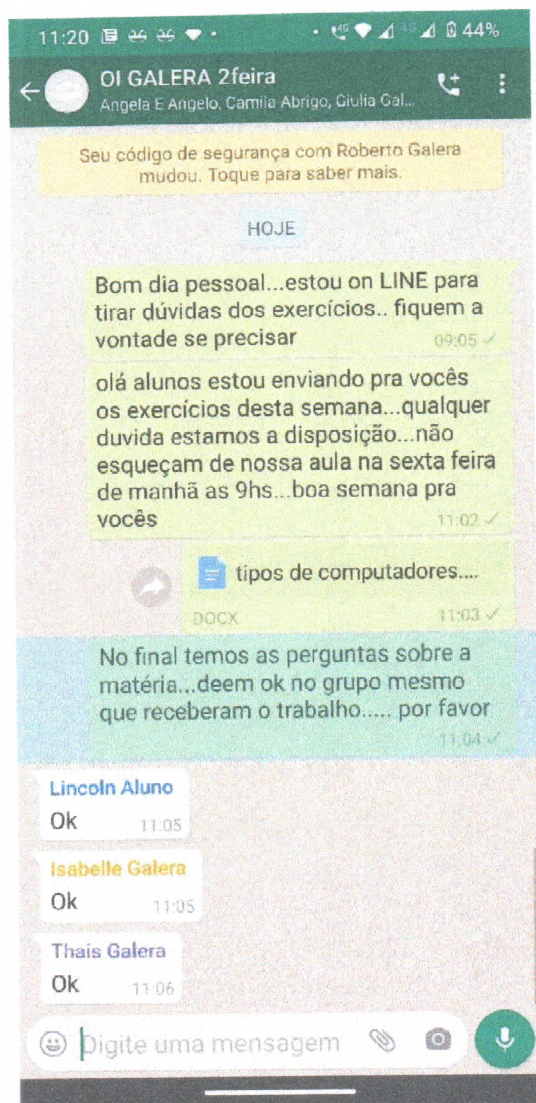 11:20 44%
OI GALERA 2feira
Angela E Angelo, Camila Abrigo, Giulia Gal...
Seu código de segurança com Roberto Galera
mudou. Toque para saber mais.
HOJE
Bom dia pessoal...estou on LINE para
tirar dúvidas dos exercícios.. fiquem a
vontade se precisar
09:05
olá alunos estou enviando pra vocês
os exercícios desta semana...qualquer
duvida estamos a disposição...não
esqueçam de nossa aula na sexta feira
de manhã as 9hs...boa semana pra
vocês
11:02
tipos de computadores....
DOCX 11:03
No final temos as perguntas sobre a
matéria...deem ok no grupo mesmo
que receberam o trabalho..... por favor
11:04
Lincoln Aluno
Ok 11:05
Isabelle Galera
Ok 11:05
Thais Galera
Ok 11:06
Digite uma mensagem